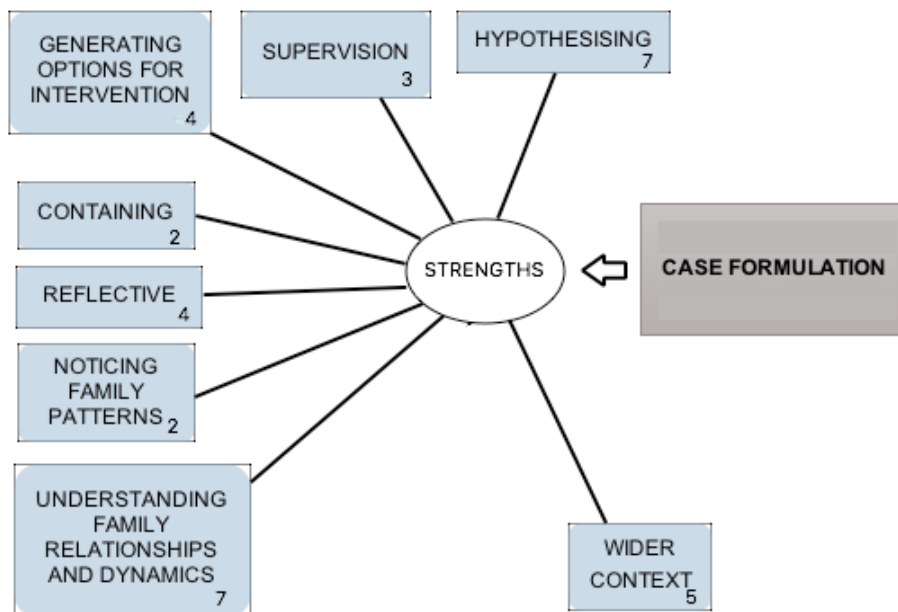 GENERATING
OPTIONS FOR
INTERVENTION
4
SUPERVISION
3
HYPOTHESISING
7
CONTAINING
2
REFLECTIVE
4
NOTICING
FAMILY
PATTERNS
2
UNDERSTANDING
FAMILY
RELATIONSHIPS
AND DYNAMICS
7
STRENGTHS
CASE FORMULATION
WIDER
CONTEXT
5